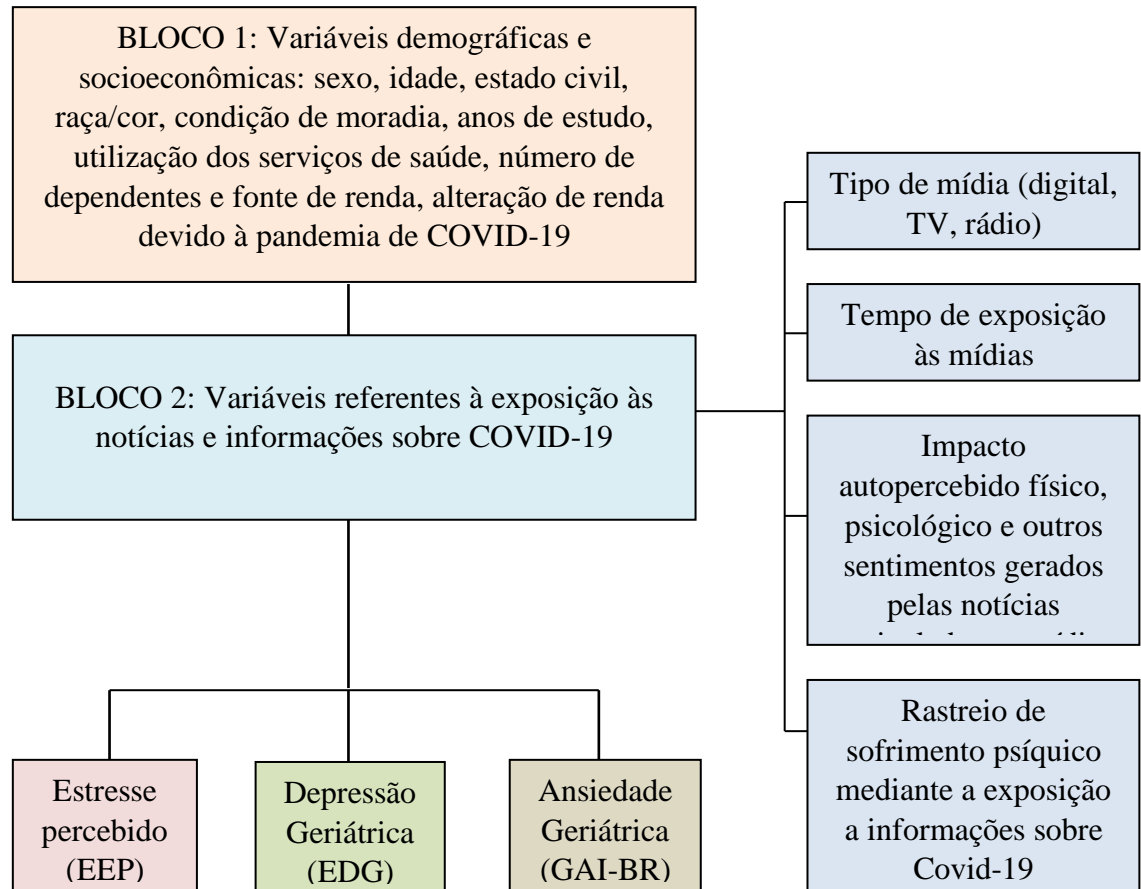 BLOCO 1: Variáveis demográficas e
socioeconômicas: sexo, idade, estado civil,
raça/cor, condição de moradia, anos de estudo,
utilização dos serviços de saúde, número de
dependentes e fonte de renda, alteração de renda
devido à pandemia de COVID-19
BLOCO 2: Variáveis referentes à exposição às
notícias e informações sobre COVID-19
Tipo de mídia (digital,
TV, rádio)
Tempo de exposição
às mídias
Impacto
autopercebido físico,
psicológico e outros
sentimentos gerados
pelas notícias
Rastreio de
sofrimento psíquico
mediante a exposição
a informações sobre
Covid-19
Estresse
percebido
(EEP)
Depressão
Geriátrica
(EDG)
Ansiedade
Geriátrica
(GAI-BR)